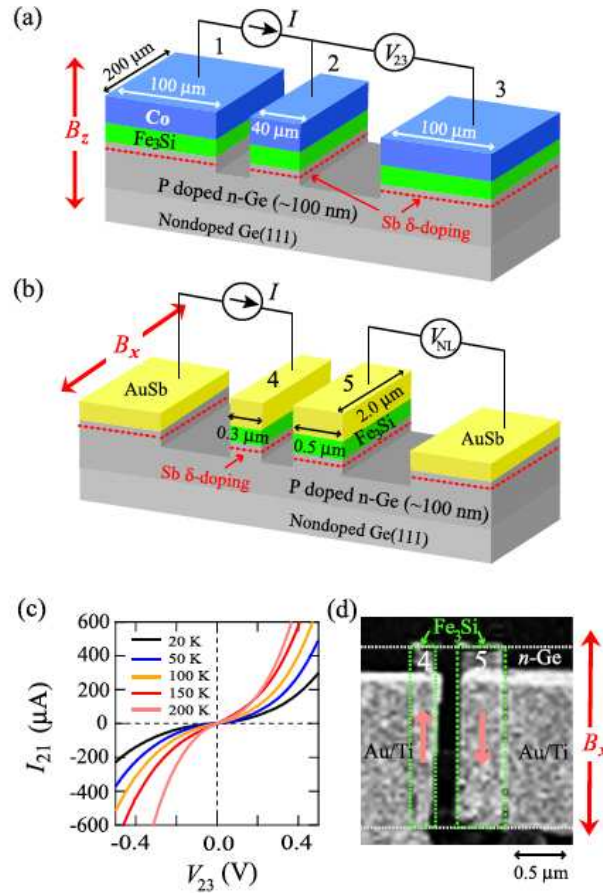 (a)
I
200 μm
1
2
V23
3
100 μm
100 μm
Bz
Co
40 μm
Fe3Si
P doped n-Ge (~100 nm)
Sb δ-doping
Nondoped Ge(111)
(b)
I
Bx
VNL
4
5
AuSb
2.0 μm
AuSb
0.3 μm
0.5 μm
Fe3Si
Sb δ-doping
P doped n-Ge (~100 nm)
Nondoped Ge(111)
(c)
600
400
200
0
-200
-400
-600
I21 (μA)
20 K
50 K
100 K
150 K
200 K
-0.4
0.0
0.4
V23 (V)
(d)
Fe3Si
4
5
n-Ge
Au/Ti
Au/Ti
Bx
0.5 μm